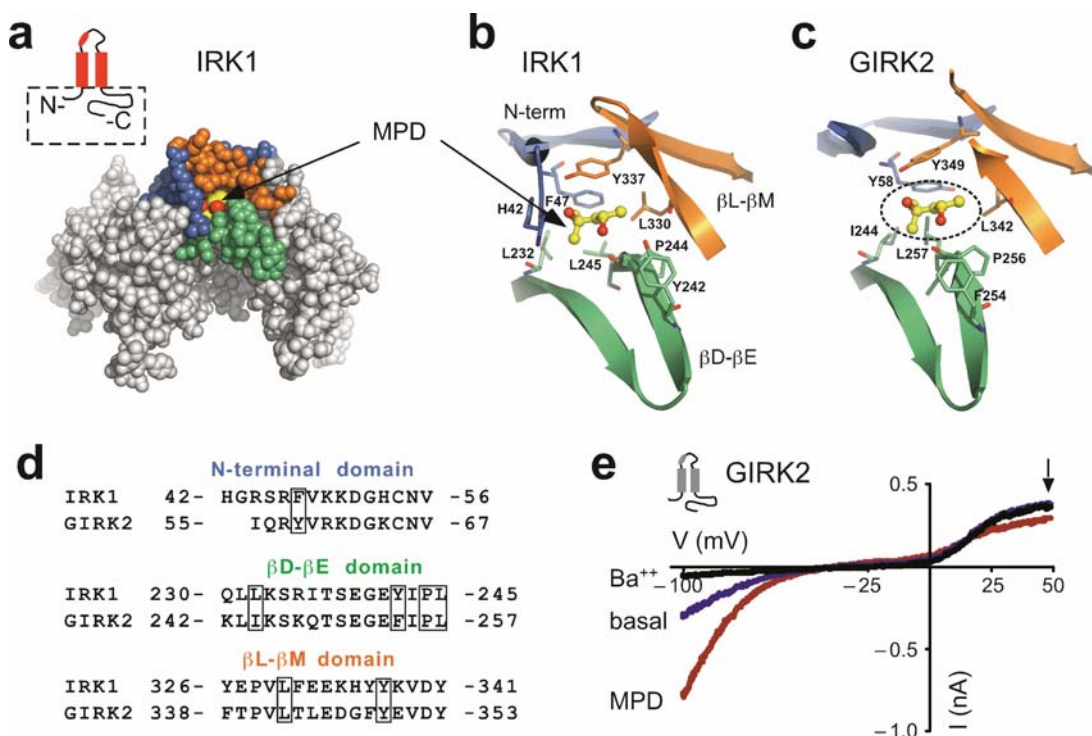 a
IRK1
N-
-C
MPD
b
IRK1
N-term
Y337
F47
H42
βL-βM
L330
L232
P244
L245
Y242
βD-βE
c
GIRK2
Y349
Y58
L342
I244
L257
P256
F254
d
N-terminal domain
IRK1 42- HGRSRFVKKDGHCNV -56
GIRK2 55- IQRYVRKDGKCNV -67
βD-βE domain
IRK1 230- QLLKSRITSEGEYIPL -245
GIRK2 242- KLIKSKQTSEGEFIPL -257
βL-βM domain
IRK1 326- YEPVLFEEKHYYKVDY -341
GIRK2 338- FTPVLTLEDGFYEVDY -353
e
GIRK2
0.5
V (mV)
-100
-25
25
50
Ba++
basal
-0.5
MPD
I (nA)
-1.0